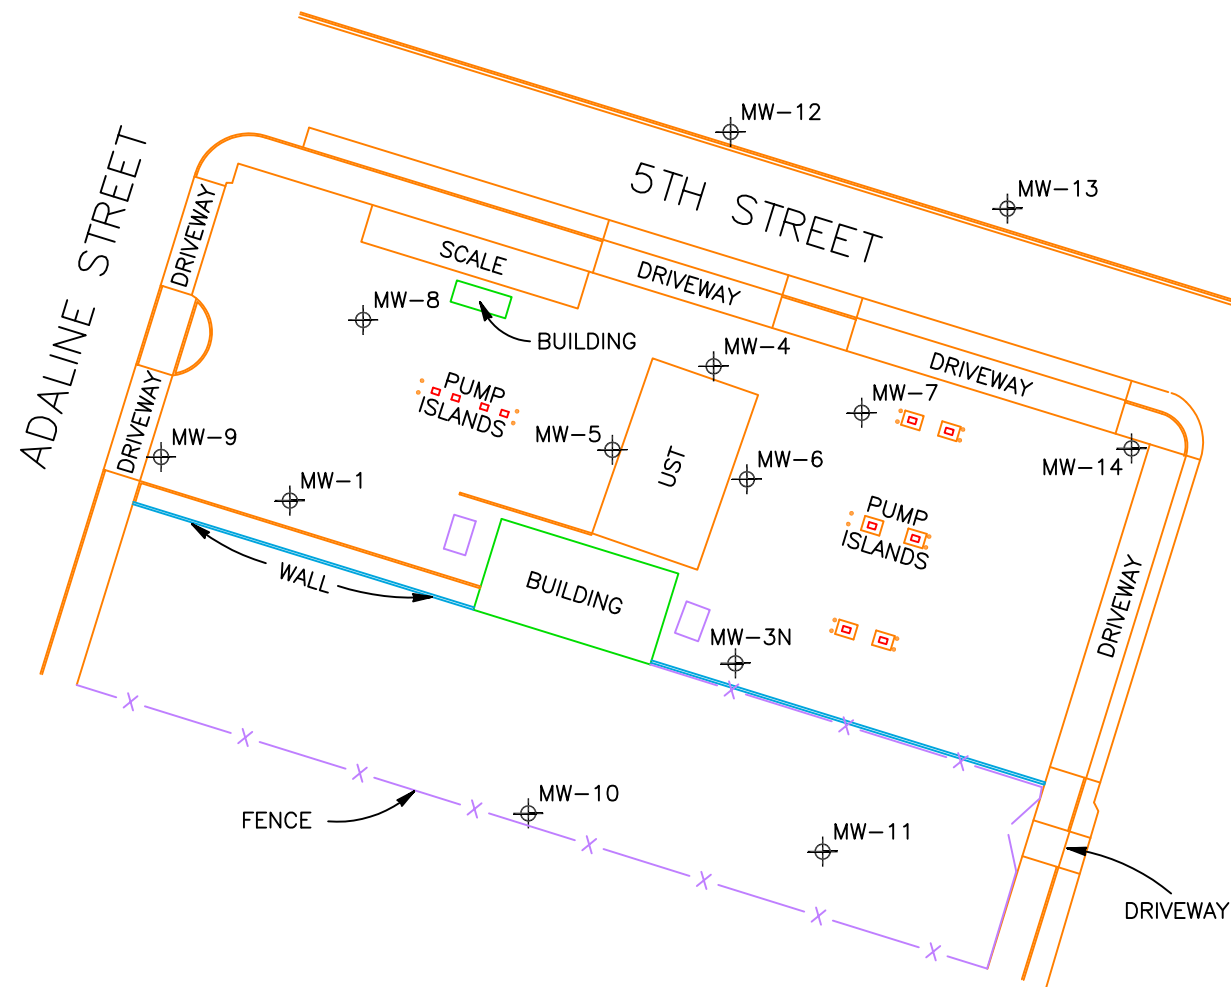 MW-12
MW-13
5TH STREET
ADALINE STREET
DRIVEWAY
SCALE
DRIVEWAY
MW-8
BUILDING
MW-4
DRIVEWAY
PUMP
ISLANDS
MW-7
DRIVEWAY
MW-9
MW-5
UST
MW-6
MW-14
MW-1
PUMP
ISLANDS
WALL
BUILDING
DRIVEWAY
MW-3N
X
X
X
X
X
X
X
X
X
X
X
MW-10
FENCE
MW-11
DRIVEWAY